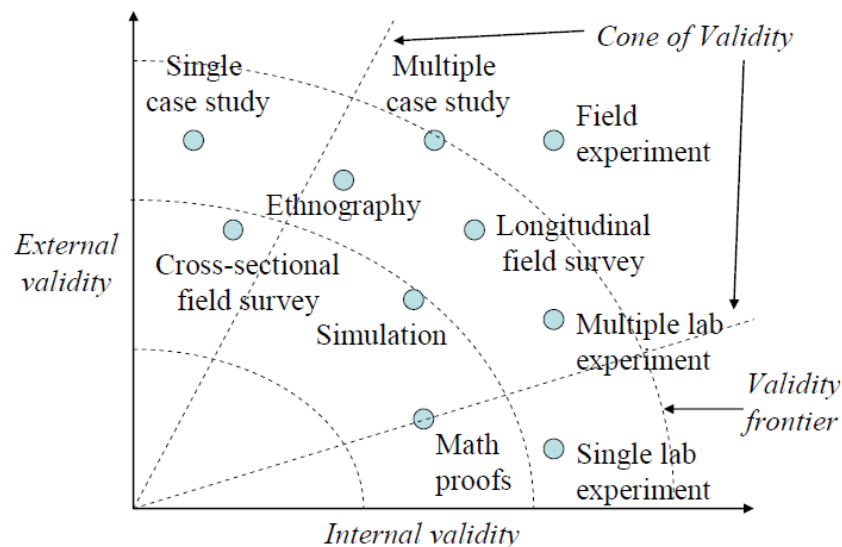 Cone of Validity
Single
case study
Multiple
case study
Field
experiment
Ethnography
External
validity
Cross-sectional
field survey
Longitudinal
field survey
Simulation
Multiple lab
experiment
Validity
frontier
Math
proofs
Single lab
experiment
Internal validity